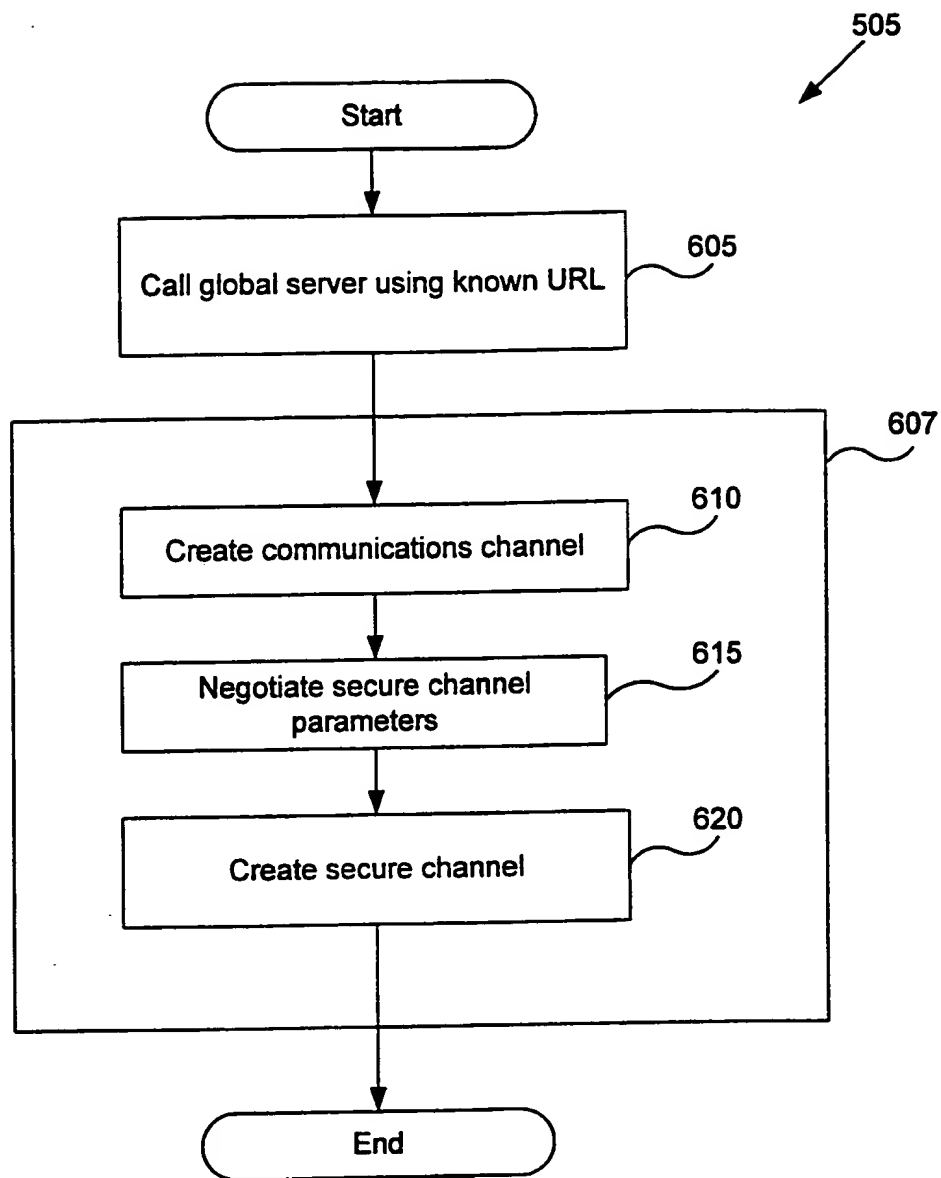 505
Start
Call global server using known URL
605
607
Create communications channel
610
Negotiate secure channel
parameters
615
Create secure channel
620
End